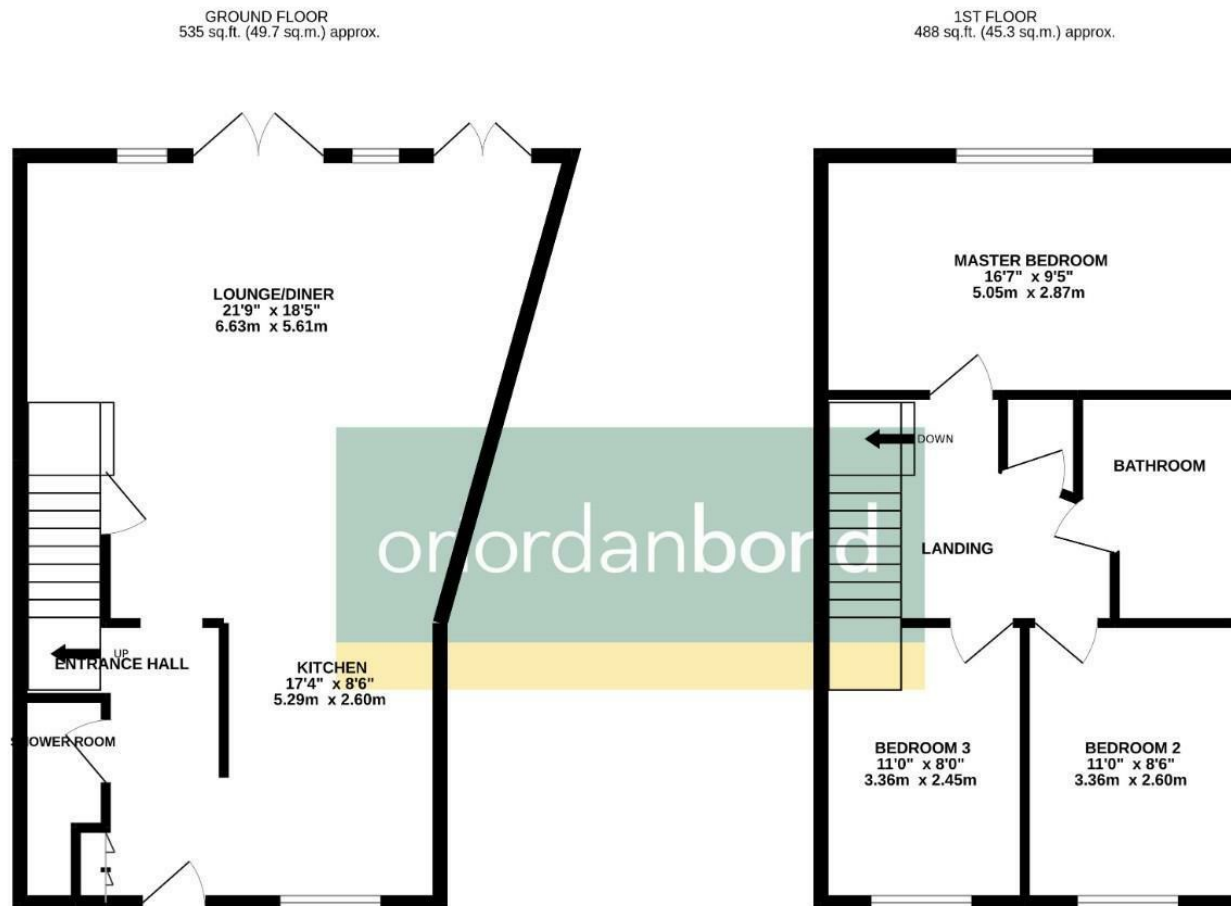 GROUND FLOOR
535 sq.ft. (49.7 sq.m.) approx.
1ST FLOOR
488 sq.ft. (45.3 sq.m.) approx.
LOUNGE/DINER
21'9" x 18'5"
6.63m x 5.61m
UP
ENTRANCE HALL
KITCHEN
17'4" x 8'6"
5.29m x 2.60m
SHOWER ROOM
onordanbond
MASTER BEDROOM
16'7" x 9'5"
5.05m x 2.87m
DOWN
BATHROOM
LANDING
BEDROOM 3
11'0" x 8'0"
3.36m x 2.45m
BEDROOM 2
11'0" x 8'6"
3.36m x 2.60m